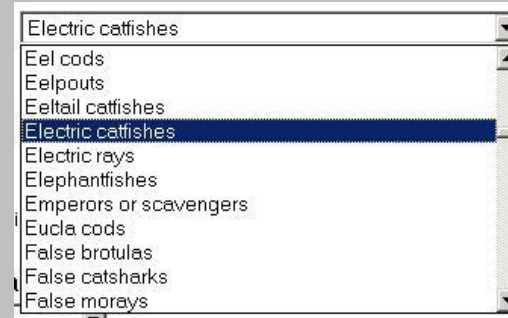 Electric catfishes
Eel cods
Eelpouts
Eeltail catfishes
Electric catfishes
Electric rays
Elephantfishes
Emperors or scavengers
Eucla cods
False brotulas
False catsharks
False morays